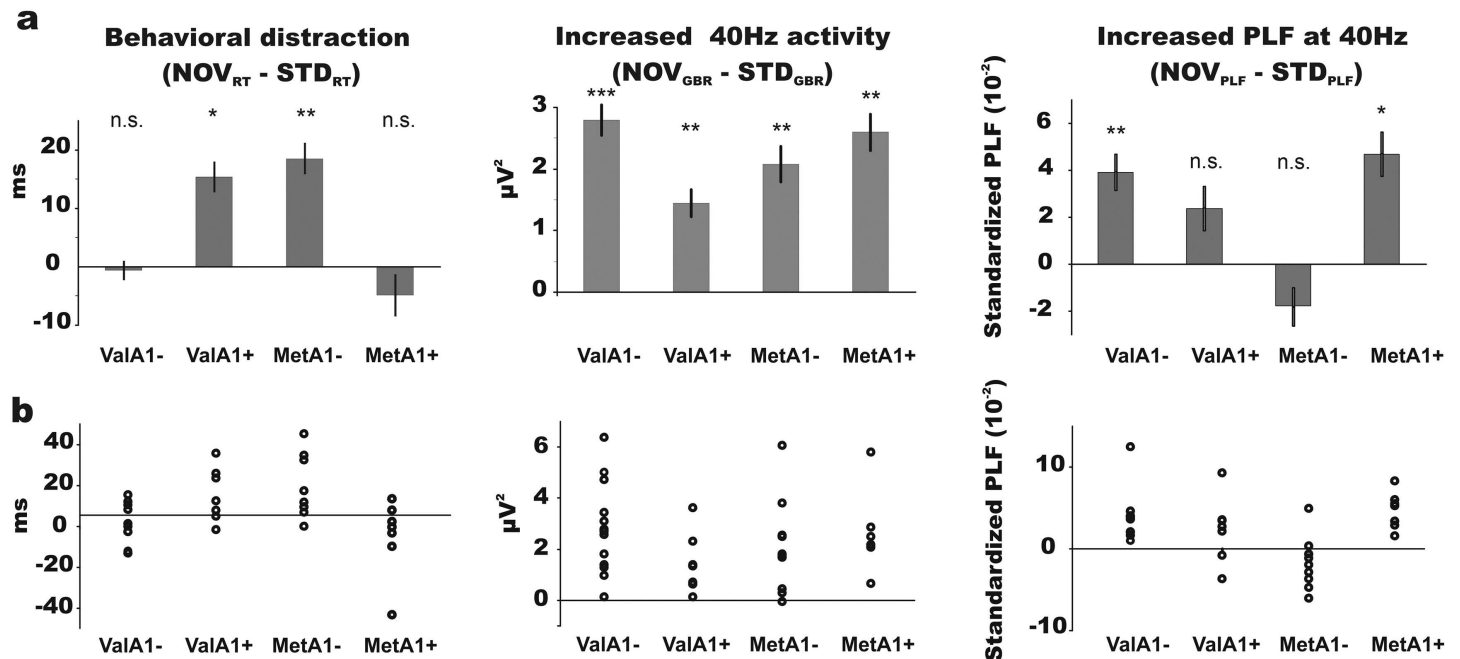 a
Behavioral distraction
(NOVRT - STDRT)
n.s.
*
**
n.s.
20
10
0
-10
ms
ValA1-
ValA1+
MetA1-
MetA1+
Increased 40Hz activity
(NOVGBR - STDGBR)
***
**
**
**
3
2
1
0
µV²
ValA1-
ValA1+
MetA1-
MetA1+
Increased PLF at 40Hz
(NOVPLF - STDPLF)
**
n.s.
n.s.
*
6
4
2
0
-2
Standardized PLF (10⁻²)
ValA1-
ValA1+
MetA1-
MetA1+
b
40
20
0
-20
-40
ms
ValA1-
ValA1+
MetA1-
MetA1+
6
4
2
0
µV²
ValA1-
ValA1+
MetA1-
MetA1+
10
0
-10
Standardized PLF (10⁻²)
ValA1-
ValA1+
MetA1-
MetA1+